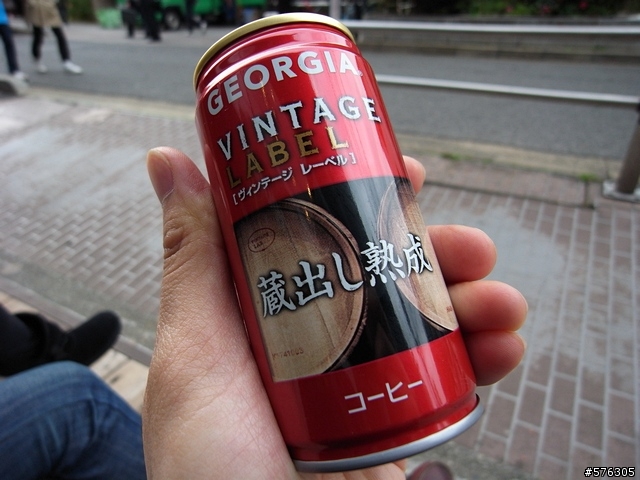 GEORGIA
VINTAGE
LABEL
[ヴィンテージ レーベル]
蔵出し熟成
コーヒー
#576305